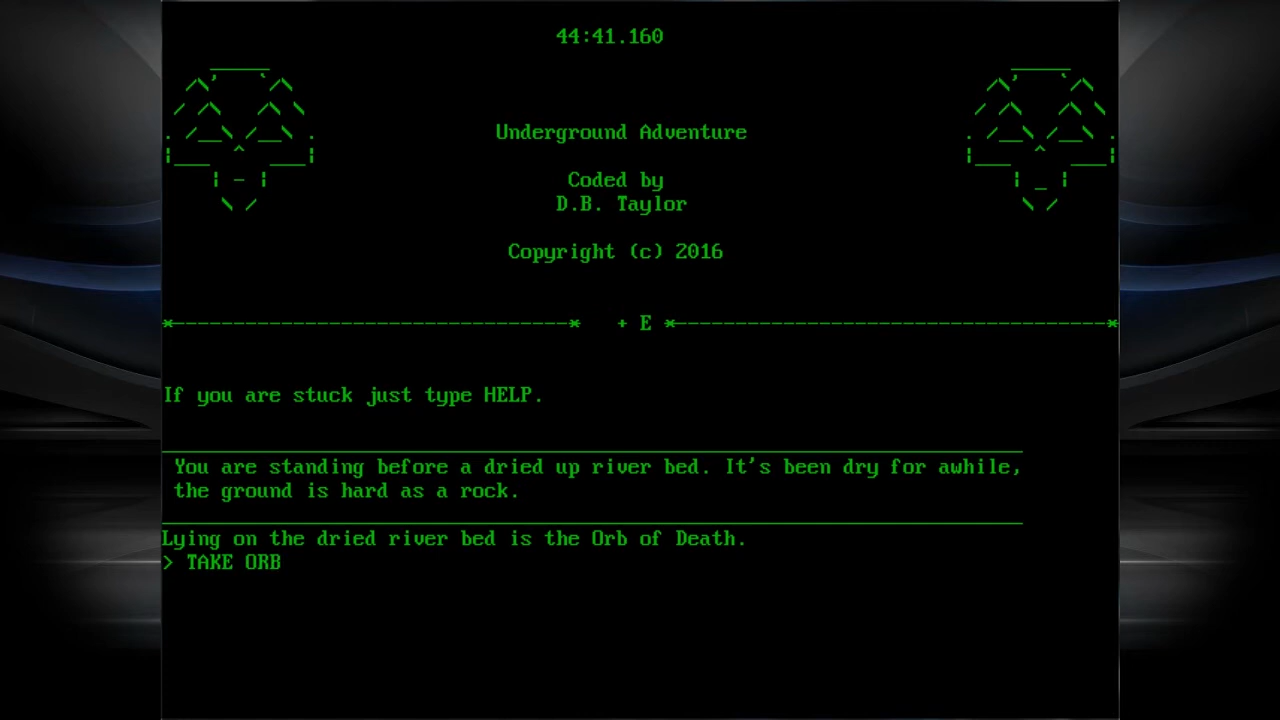 44:41.160
Underground Adventure
Coded by
D.B. Taylor
Copyright (c) 2016
+ E
If you are stuck just type HELP.
You are standing before a dried up river bed. It's been dry for awhile,
the ground is hard as a rock.
Lying on the dried river bed is the Orb of Death.
> TAKE ORB